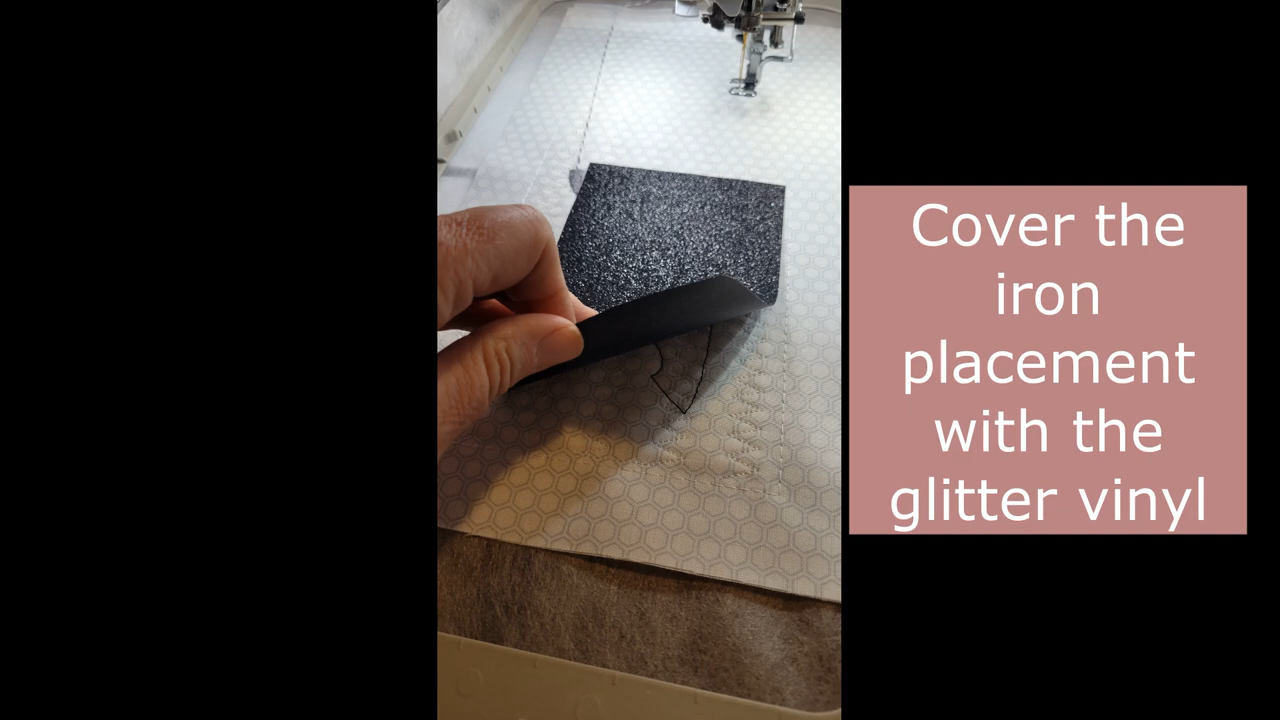 Cover the
iron
placement
with the
glitter vinyl